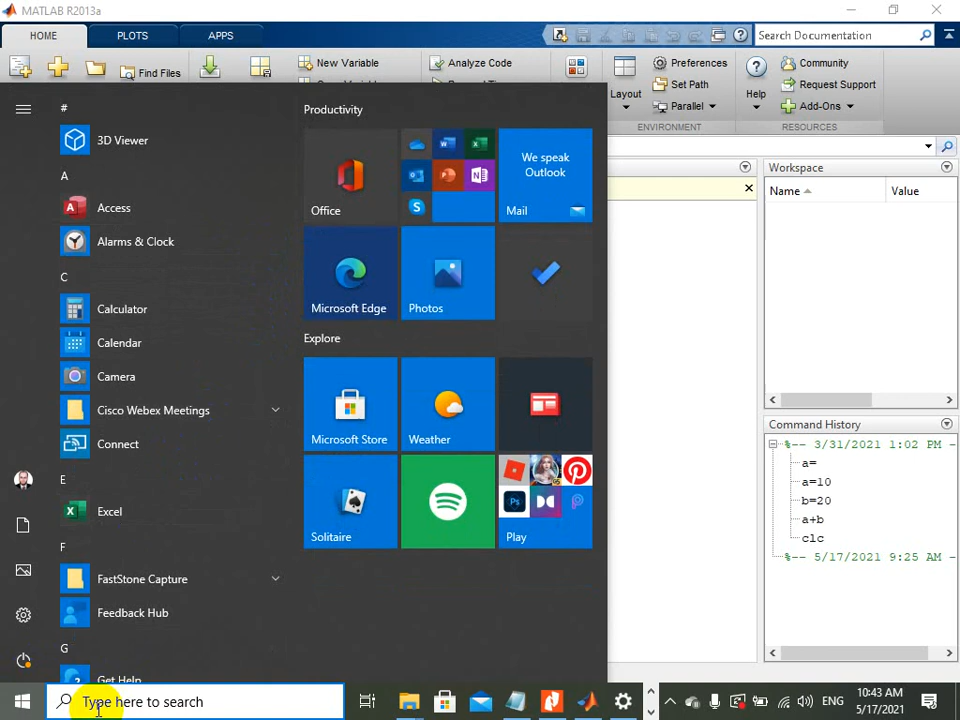 MATLAB R2013a
HOME
PLOTS
APPS
Search Documentation
Find Files
New Variable
Analyze Code
Preferences
Set Path
Parallel
Layout
Help
Community
Request Support
Add-Ons
ENVIRONMENT
RESOURCES
#
3D Viewer
A
Access
Alarms & Clock
C
Calculator
Calendar
Camera
Cisco Webex Meetings
Connect
E
Excel
F
FastStone Capture
Feedback Hub
G
Get Help
Productivity
Office
We speak
Outlook
Mail
Microsoft Edge
Photos
Explore
Microsoft Store
Weather
Solitaire
Play
Workspace
Name
Value
Command History
%-- 3/31/2021 1:02 PM -
a=
a=10
b=20
a+b
clc
%-- 5/17/2021 9:25 AM -
Type here to search
ENG
10:43 AM
5/17/2021